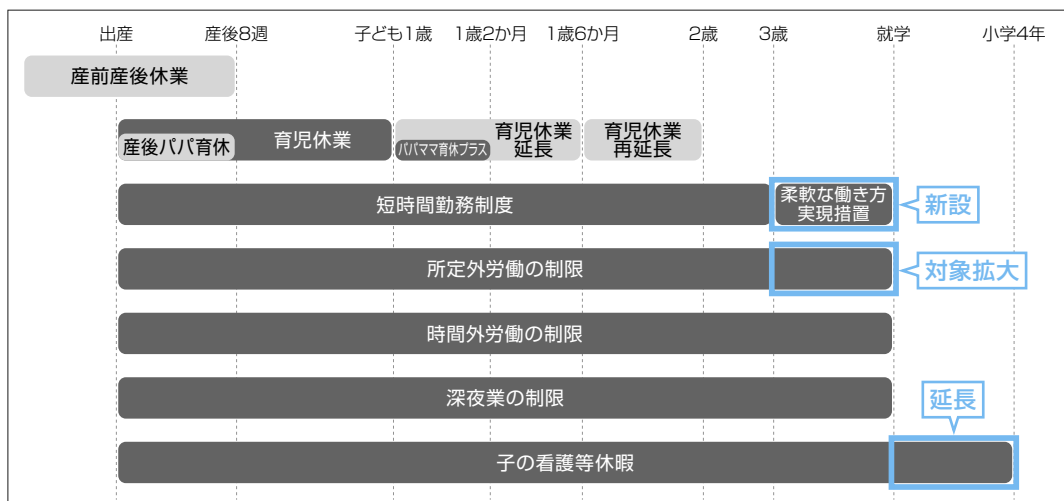 出産
産後8週
子ども1歳
1歳2か月
1歳6か月
2歳
3歳
就学
小学4年
産前産後休業
産後パパ育休
育児休業
パパママ育休プラス
育児休業
延長
育児休業
再延長
短時間勤務制度
柔軟な働き方
実現措置
新設
所定外労働の制限
対象拡大
時間外労働の制限
深夜業の制限
延長
子の看護等休暇